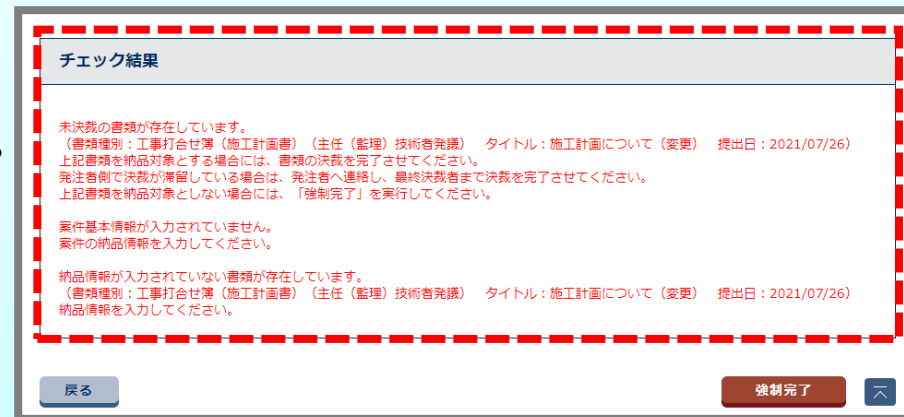 チェック結果
未決裁の書類が存在しています。
（書類種別：工事打合せ簿（施工計画書）（主任（監理）技術者発議）　タイトル：施工計画について（変更）　提出日：2021/07/26）
上記書類を納品対象とする場合には、書類の決裁を完了させてください。
発注者側で決裁が滞留している場合は、発注者へ連絡し、最終決裁者まで決裁を完了させてください。
上記書類を納品対象としない場合には、「強制完了」を実行してください。
案件基本情報が入力されていません。
案件の納品情報を入力してください。
納品情報が入力されていない書類が存在しています。
（書類種別：工事打合せ簿（施工計画書）（主任（監理）技術者発議）　タイトル：施工計画について（変更）　提出日：2021/07/26）
納品情報を入力してください。
戻る
強制完了